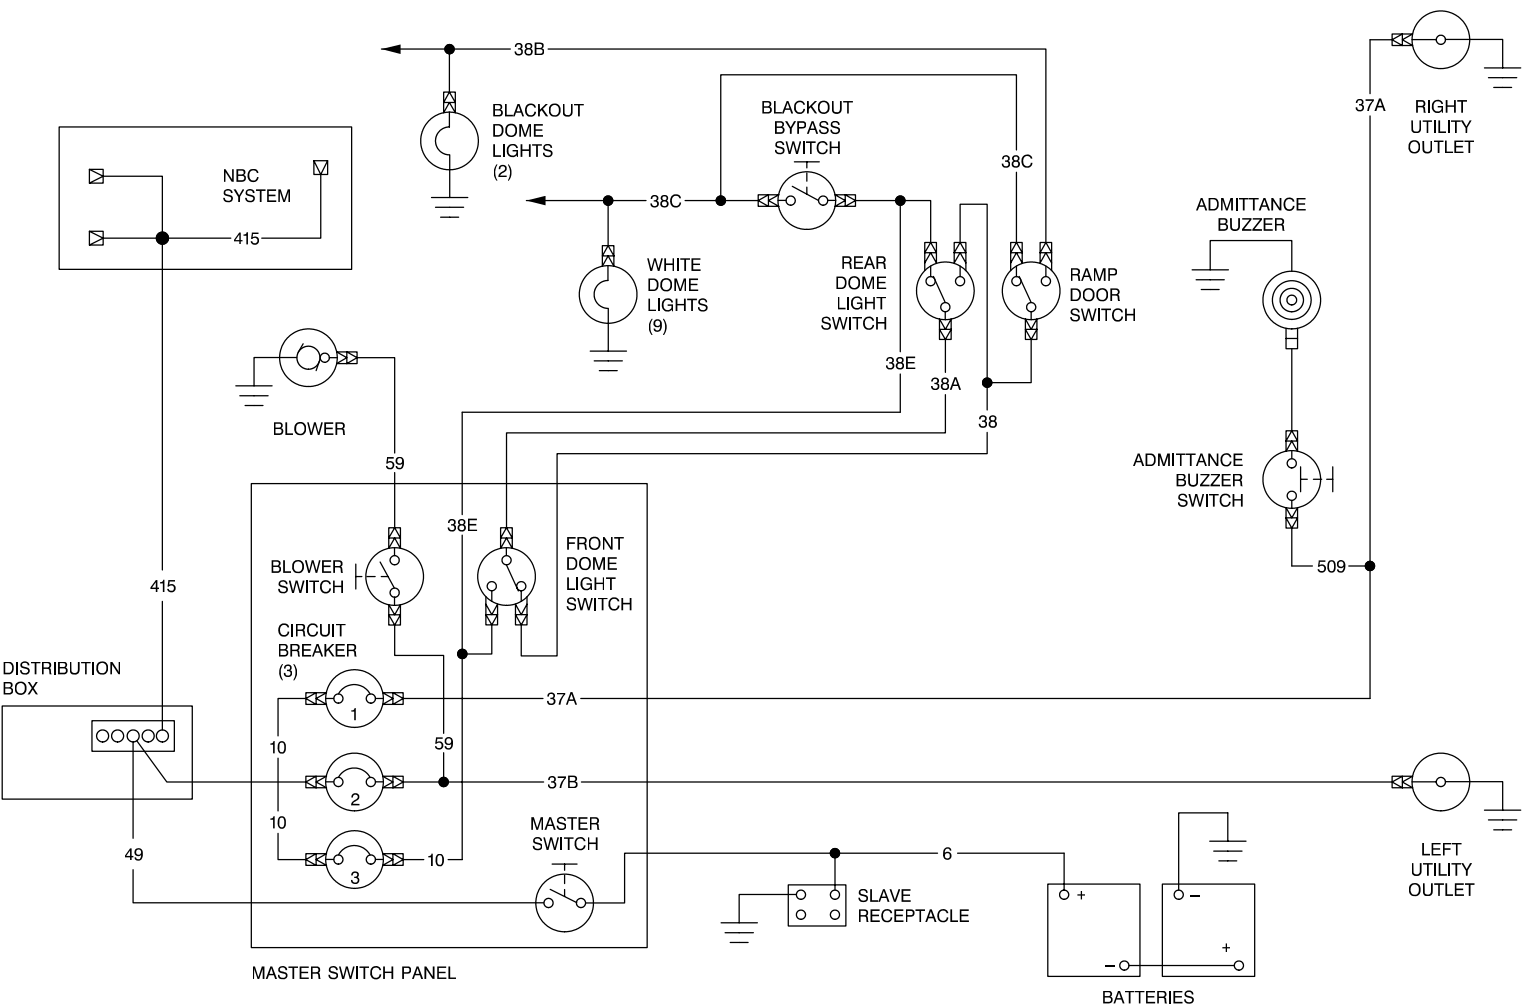 38B
BLACKOUT
DOME
LIGHTS
(2)
BLACKOUT
BYPASS
SWITCH
37A
RIGHT
UTILITY
OUTLET
NBC
SYSTEM
415
38C
38C
ADMITTANCE
BUZZER
WHITE
DOME
LIGHTS
(9)
REAR
DOME
LIGHT
SWITCH
RAMP
DOOR
SWITCH
38E
38A
38
BLOWER
59
ADMITTANCE
BUZZER
SWITCH
509
415
38E
BLOWER
SWITCH
FRONT
DOME
LIGHT
SWITCH
CIRCUIT
BREAKER
(3)
DISTRIBUTION
BOX
1
37A
10
59
2
37B
10
3
10
MASTER
SWITCH
49
6
SLAVE
RECEPTACLE
+
–
–
+
LEFT
UTILITY
OUTLET
MASTER SWITCH PANEL
BATTERIES